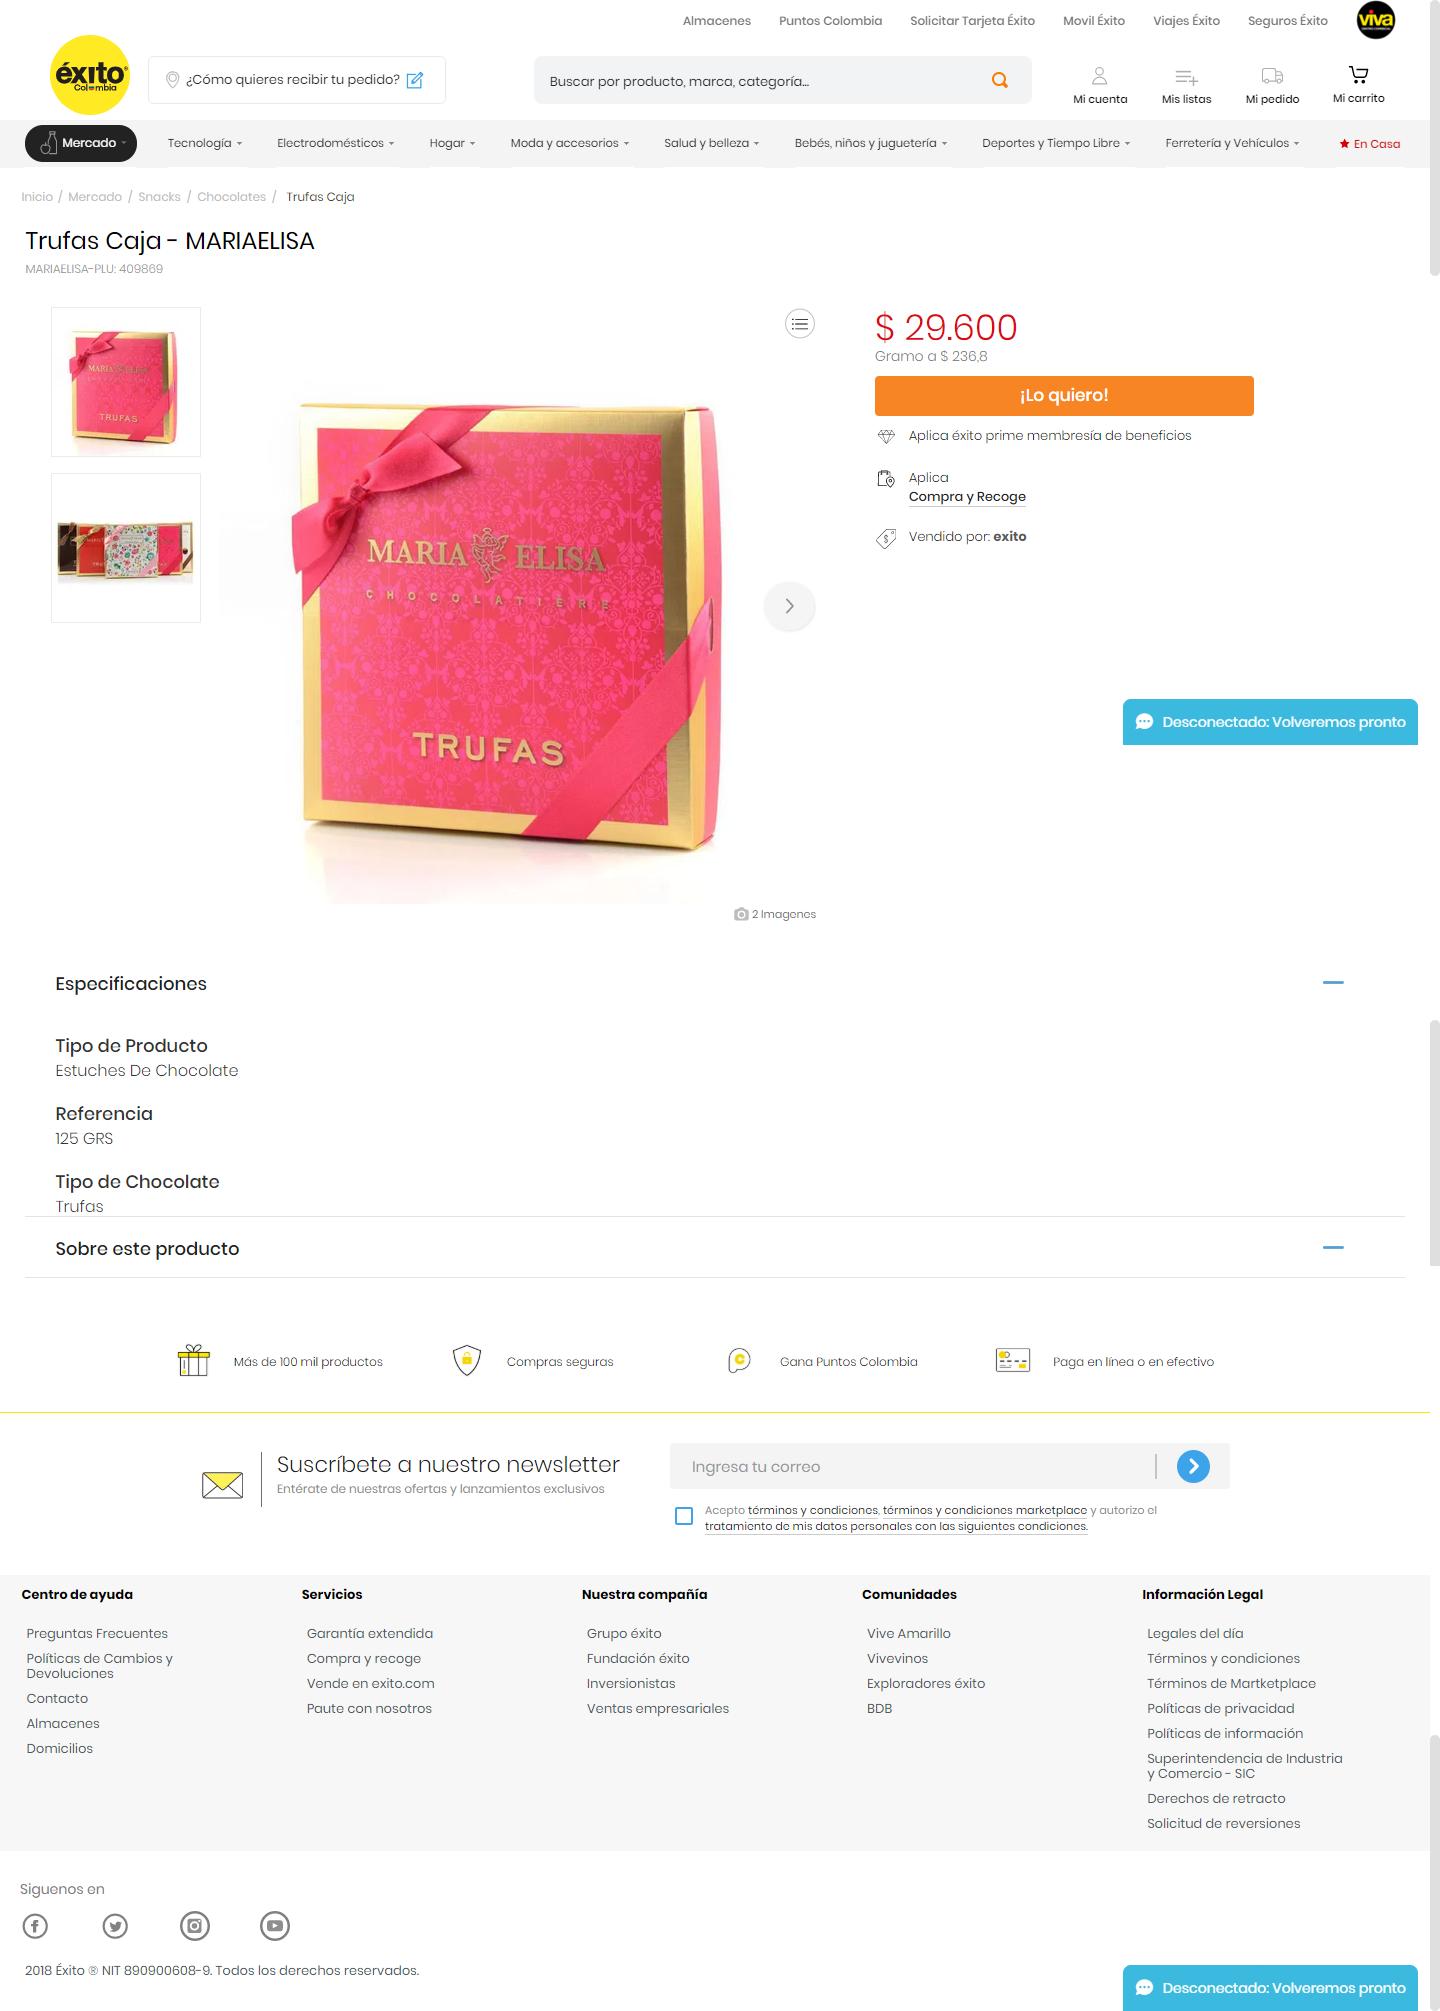 Almacenes Puntos Colombia Solicitar Tarjeta Éxito Movil Éxito Viajes Éxito Seguros Éxito viva
éxito
Colombia
¿Cómo quieres recibir tu pedido?
Buscar por producto, marca, categoría...
Mi cuenta Mis listas Mi pedido Mi carrito
Mercado Tecnología Electrodomésticos Hogar Moda y accesorios Salud y belleza Bebés, niños y juguetería Deportes y Tiempo Libre Ferretería y Vehículos En Casa
Inicio / Mercado / Snacks / Chocolates / Trufas Caja
Trufas Caja - MARIAELISA
MARIAELISA-PLU: 409869
MARIA ELISA
TRUFAS
MARIA ELISA
CHOCOLATIERE
TRUFAS
2 Imagenes
$ 29.600
Gramo a $ 236,8
¡Lo quiero!
Aplica éxito prime membresía de beneficios
Aplica
Compra y Recoge
Vendido por: exito
Desconectado: Volveremos pronto
Especificaciones
Tipo de Producto
Estuches De Chocolate
Referencia
125 GRS
Tipo de Chocolate
Trufas
Sobre este producto
Más de 100 mil productos Compras seguras Gana Puntos Colombia Paga en línea o en efectivo
Suscríbete a nuestro newsletter
Entérate de nuestras ofertas y lanzamientos exclusivos
Ingresa tu correo
Acepto términos y condiciones, términos y condiciones marketplace y autorizo el
tratamiento de mis datos personales con las siguientes condiciones.
Centro de ayuda
Preguntas Frecuentes
Políticas de Cambios y
Devoluciones
Contacto
Almacenes
Domicilios
Servicios
Garantía extendida
Compra y recoge
Vende en exito.com
Paute con nosotros
Nuestra compañía
Grupo éxito
Fundación éxito
Inversionistas
Ventas empresariales
Comunidades
Vive Amarillo
Vivevinos
Exploradores éxito
BDB
Información Legal
Legales del día
Términos y condiciones
Términos de Martketplace
Políticas de privacidad
Políticas de información
Superintendencia de Industria
y Comercio - SIC
Derechos de retracto
Solicitud de reversiones
Siguenos en
2018 Éxito ® NIT 890900608-9. Todos los derechos reservados.
Desconectado: Volveremos pronto